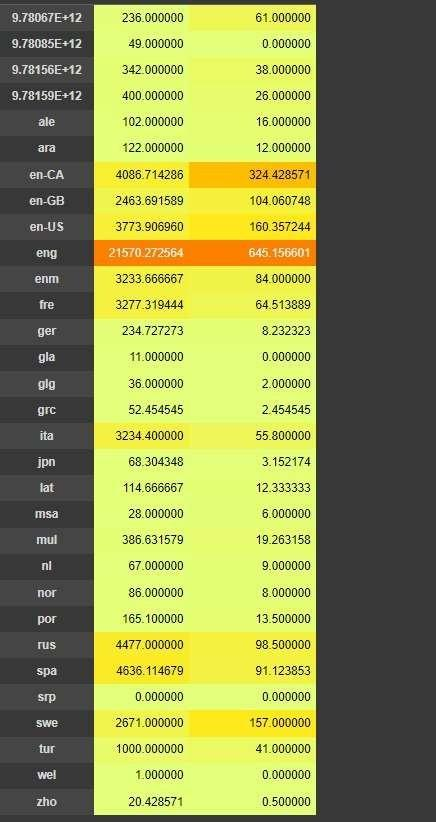 9.78067E+12 236.000000 61.000000
9.78085E+12 49.000000 0.000000
9.78156E+12 342.000000 38.000000
9.78159E+12 400.000000 26.000000
ale 102.000000 16.000000
ara 122.000000 12.000000
en-CA 4086.714286 324.428571
en-GB 2463.691589 104.060748
en-US 3773.906960 160.357244
eng 21570.272564 645.156601
enm 3233.666667 84.000000
fre 3277.319444 64.513889
ger 234.727273 8.232323
gla 11.000000 0.000000
glg 36.000000 2.000000
grc 52.454545 2.454545
ita 3234.400000 55.800000
jpn 68.304348 3.152174
lat 114.666667 12.333333
msa 28.000000 6.000000
mul 386.631579 19.263158
nl 67.000000 9.000000
nor 86.000000 8.000000
por 165.100000 13.500000
rus 4477.000000 98.500000
spa 4636.114679 91.123853
srp 0.000000 0.000000
swe 2671.000000 157.000000
tur 1000.000000 41.000000
wel 1.000000 0.000000
zho 20.428571 0.500000